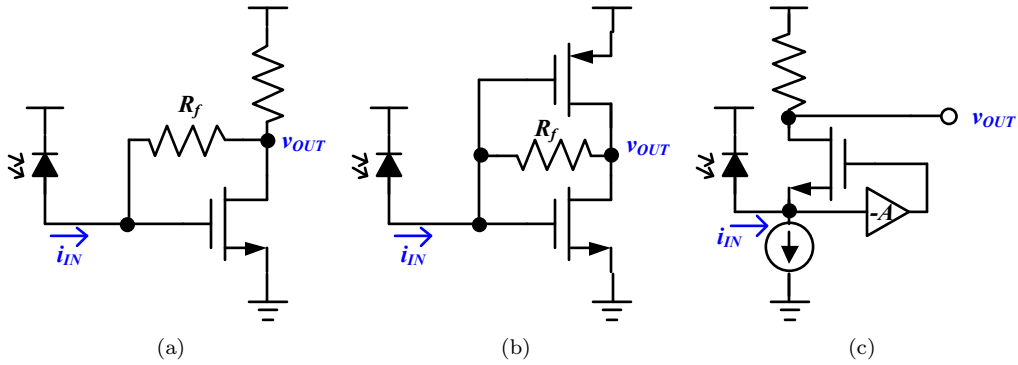 R_f
v_OUT
i_IN
R_f
v_OUT
i_IN
v_OUT
-A
i_IN
(a)
(b)
(c)